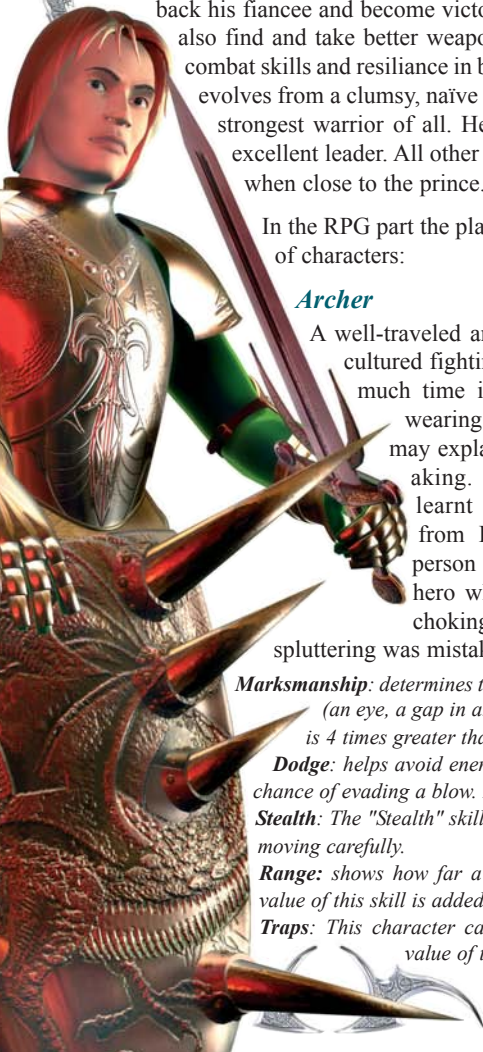 back his fiancee and become victo
also find and take better weapo
combat skills and resiliance in b
evolves from a clumsy, naïve
strongest warrior of all. He
excellent leader. All other
when close to the prince.
In the RPG part the pla
of characters:
Archer
A well-traveled an
cultured fightin
much time i
wearing
may expla
aking.
learnt
from
person
hero w
choking
spluttering was mistak
Marksmanship: determines t
(an eye, a gap in a
is 4 times greater tha
Dodge: helps avoid ener
chance of evading a blow.
Stealth: The "Stealth" skill
moving carefully.
Range: shows how far a
value of this skill is added
Traps: This character ca
value of t